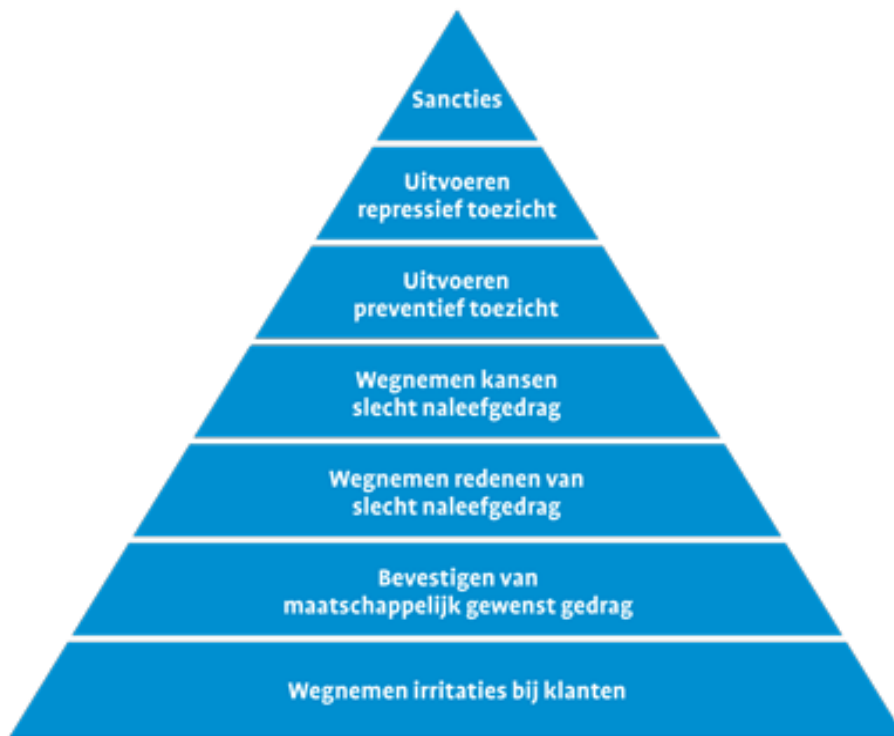 Sancties
Uitvoeren
repressief toezicht
Uitvoeren
preventief toezicht
Wegnemen kansen
slecht naleefgedrag
Wegnemen redenen van
slecht naleefgedrag
Bevestigen van
maatschappelijk gewenst gedrag
Wegnemen irritaties bij klanten